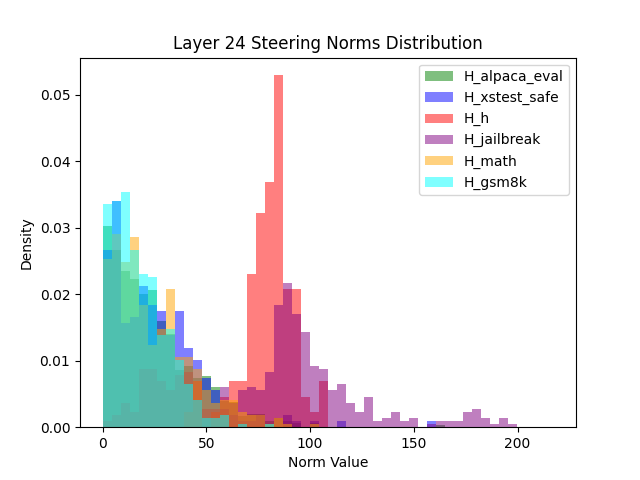 Layer 24 Steering Norms Distribution
H_alpaca_eval
H_xstest_safe
H_h
H_jailbreak
H_math
H_gsm8k
Density
0.05
0.04
0.03
0.02
0.01
0.00
0
50
100
150
200
Norm Value